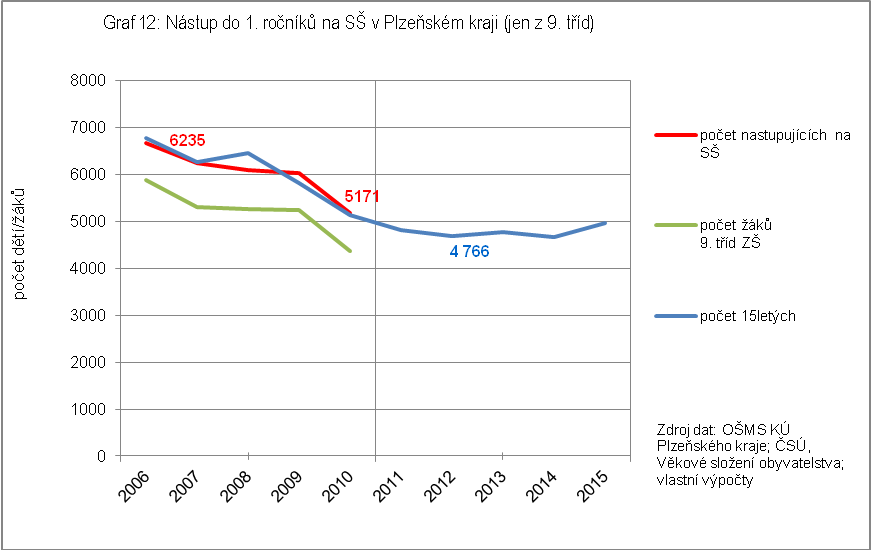 Graf 12: Nástup do 1. ročníků na SŠ v Plzeňském kraji (jen z 9. tříd)
počet dětí/žáků
8000
7000
6000
5000
4000
3000
2000
1000
0
6235
5171
4 766
2006
2007
2008
2009
2010
2011
2012
2013
2014
2015
počet nastupujících na
SŠ
počet žáků
9. tříd ZŠ
počet 15letých
Zdroj dat: OŠMS KÚ
Plzeňského kraje; ČSÚ,
Věkové složení obyvatelstva;
vlastní výpočty